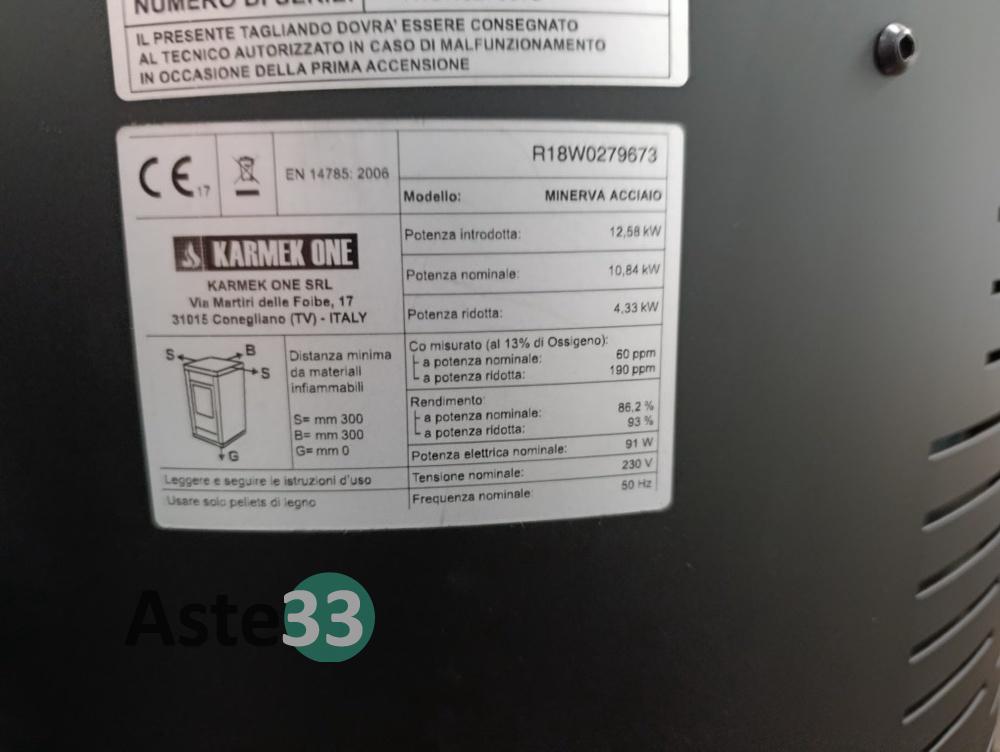 NUMERO DI SERIE:
IL PRESENTE TAGLIANDO DOVRA' ESSERE CONSEGNATO
AL TECNICO AUTORIZZATO IN CASO DI MALFUNZIONAMENTO
IN OCCASIONE DELLA PRIMA ACCENSIONE
CE 17
EN 14785: 2006
R18W0279673
Modello: MINERVA ACCIAIO
KARMEK ONE
KARMEK ONE SRL
Via Martiri delle Foibe, 17
31015 Conegliano (TV) - ITALY
Potenza introdotta: 12,58 kW
Potenza nominale: 10,84 kW
Potenza ridotta: 4,33 kW
S B
S
G
Distanza minima
da materiali
infiammabili
S= mm 300
B= mm 300
G= mm 0
Co misurato (al 13% di Ossigeno):
a potenza nominale: 60 ppm
a potenza ridotta: 190 ppm
Rendimento:
a potenza nominale: 86,2 %
a potenza ridotta: 93 %
Potenza elettrica nominale: 91 W
Tensione nominale: 230 V
Frequenza nominale: 50 Hz
Leggere e seguire le istruzioni d'uso
Usare solo pellets di legno
Aste33